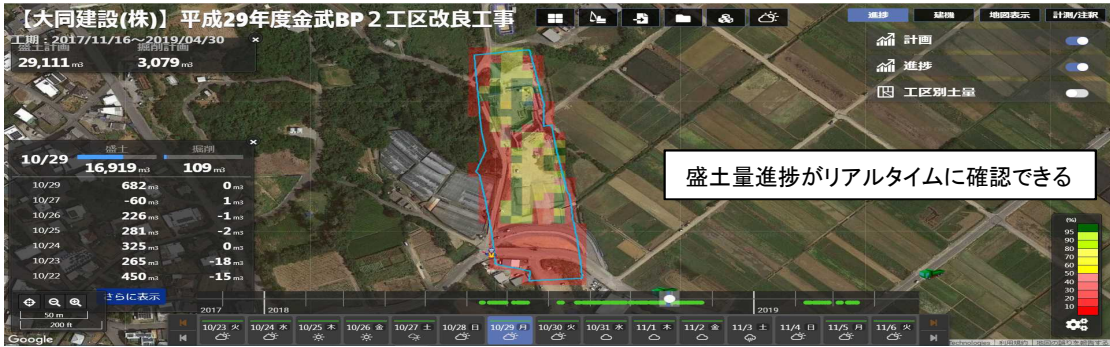 【大同建設(株)】平成29年度金武BP２工区改良工事
進捗 建機 地図表示 計測/注釈
工期：2017/11/16～2019/04/30
盛土計画 掘削計画 ×
29,111 m3 3,079 m3
計画
進捗
工区別土量
盛土量進捗がリアルタイムに確認できる
盛土 掘削 ×
10/29 16,919 m3 109 m3
10/29 682 m3 0 m3
10/27 -60 m3 1 m3
10/26 226 m3 -1 m3
10/25 281 m3 -2 m3
10/24 325 m3 0 m3
10/23 265 m3 -18 m3
10/22 450 m3 -15 m3
さらに表示
(%)
95
90
80
70
60
50
40
30
20
10
50 m
200 ft
2017 2018 2019
10/23 火 10/24 水 10/25 木 10/26 金 10/27 土 10/28 日 10/29 月 10/30 火 10/31 水 11/1 木 11/2 金 11/3 土 11/4 日 11/5 月 11/6 火
Google
利用規約